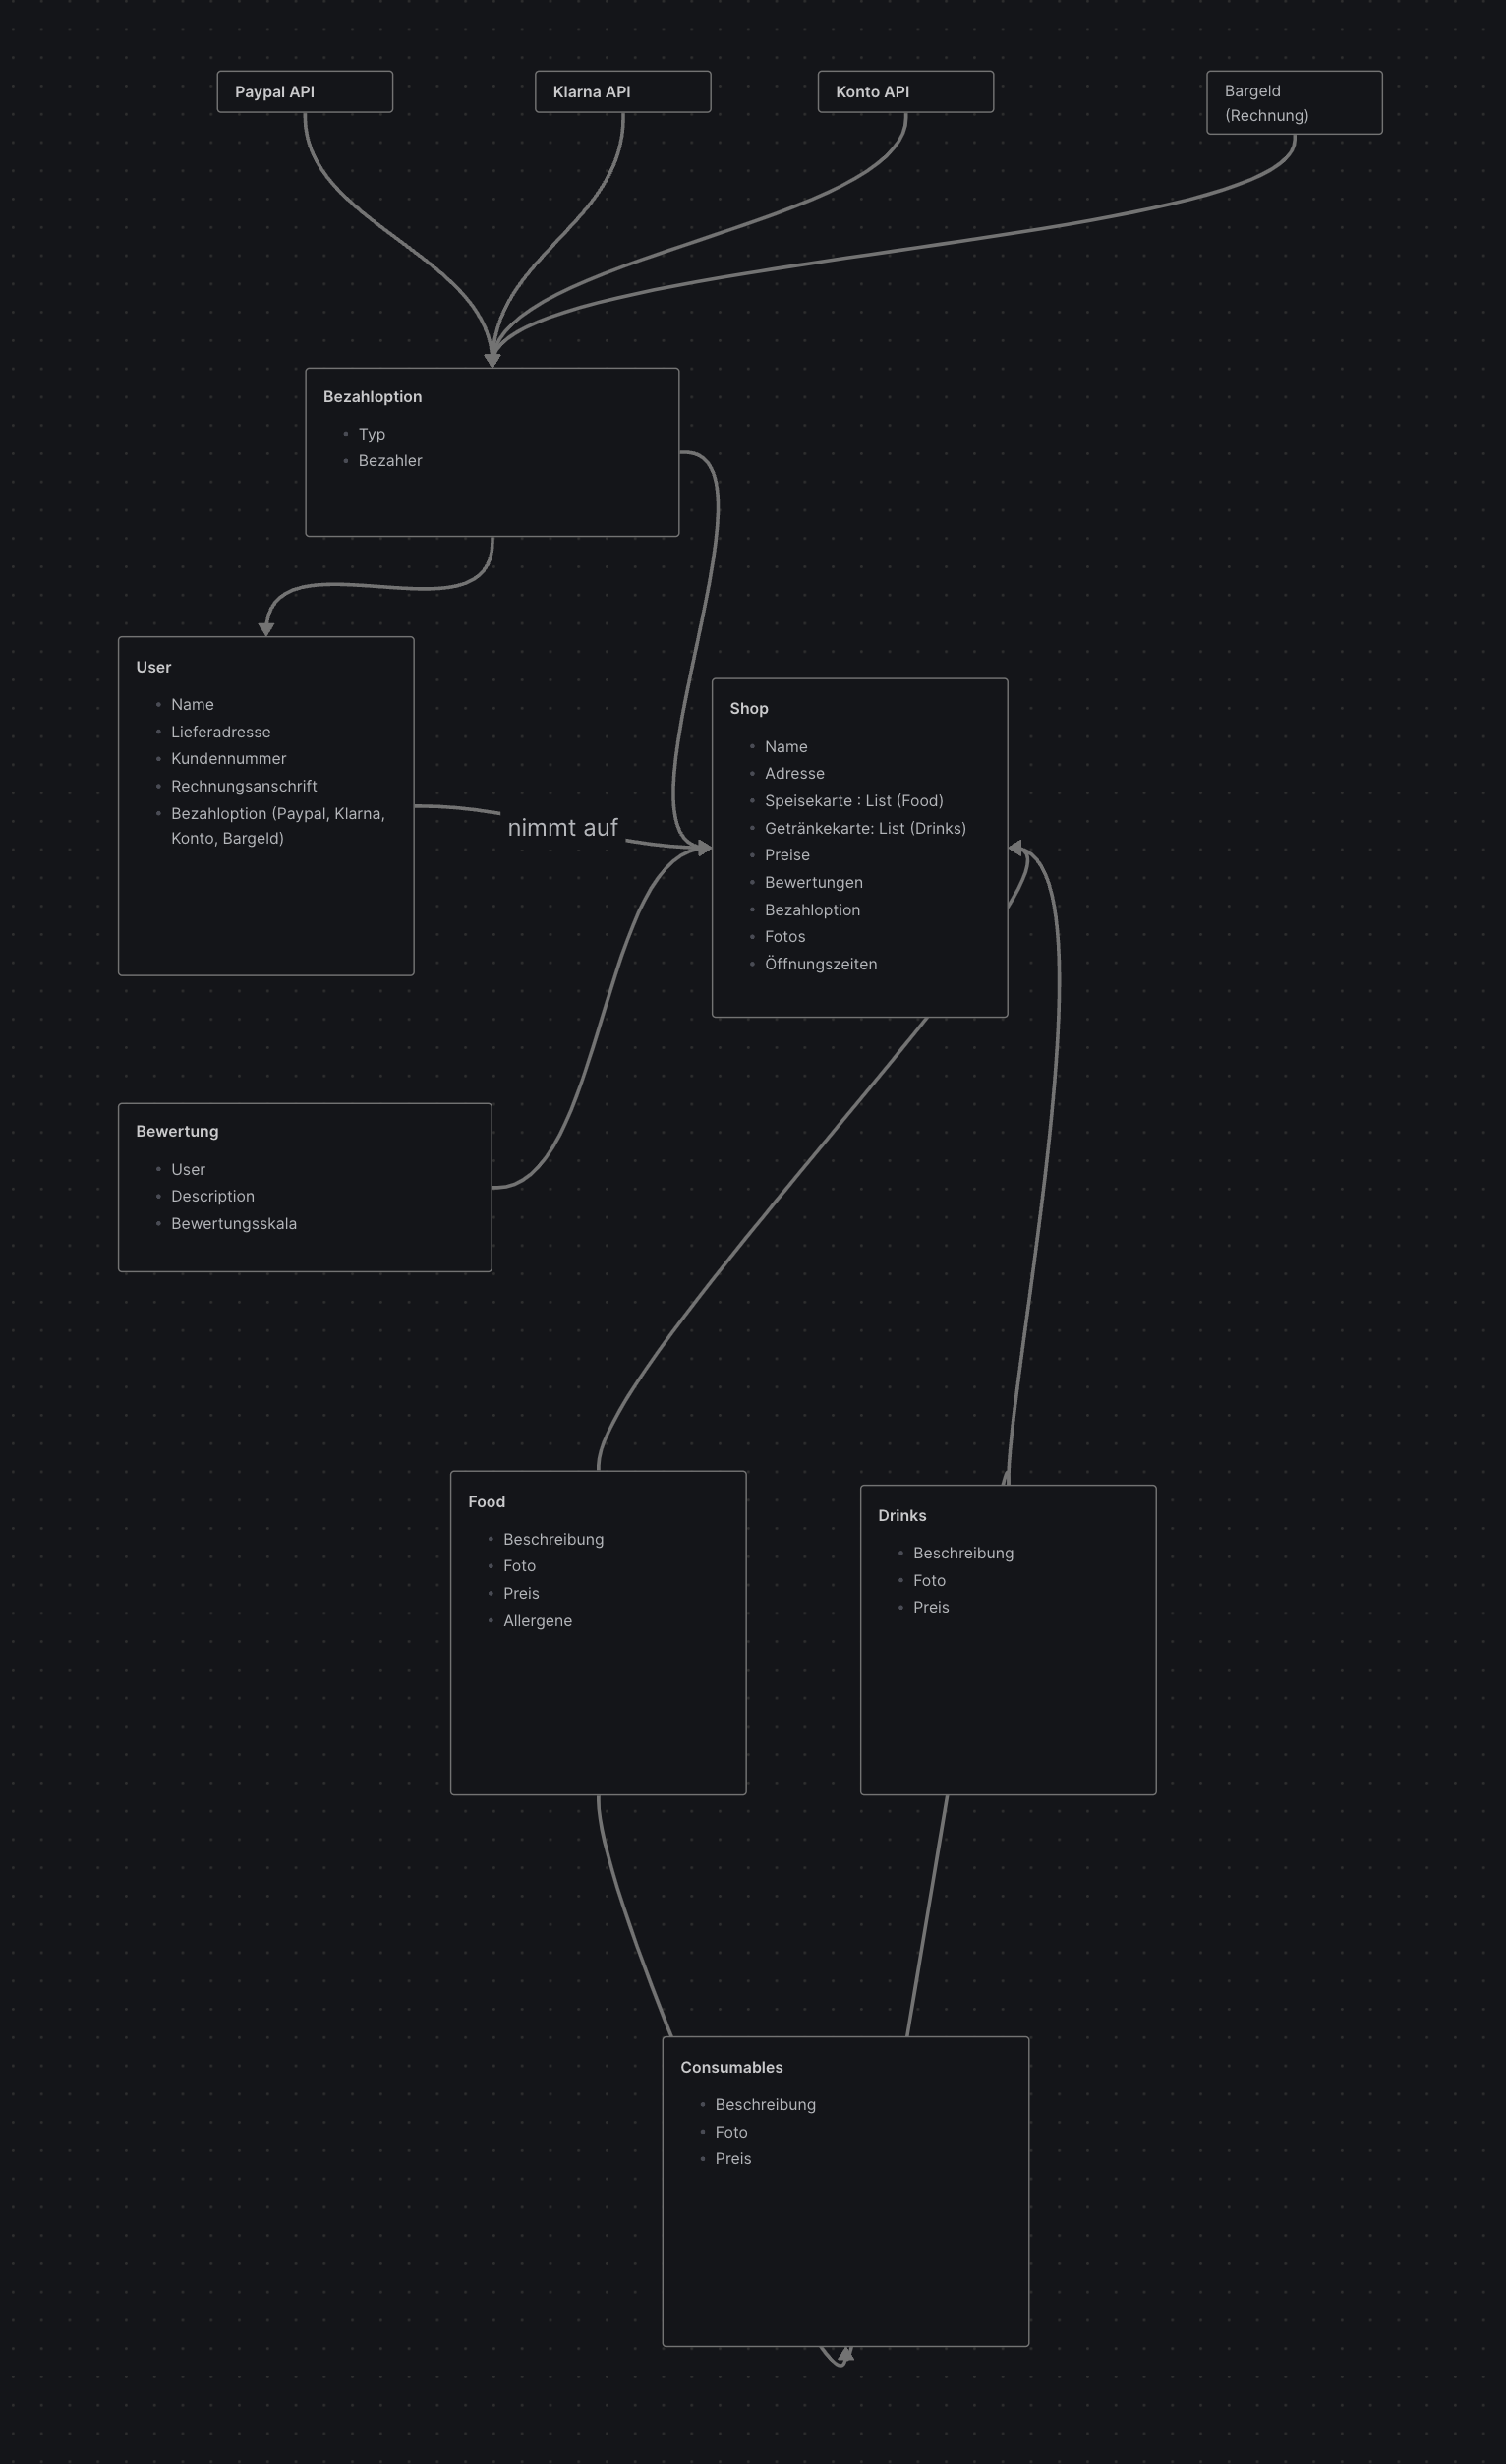 Paypal API
Klarna API
Konto API
Bargeld
(Rechnung)
Bezahloption
Typ
Bezahler
User
Name
Lieferadresse
Kundennummer
Rechnungsanschrift
Bezahloption (Paypal, Klarna,
Konto, Bargeld)
nimmt auf
Shop
Name
Adresse
Speisekarte : List (Food)
Getränkekarte: List (Drinks)
Preise
Bewertungen
Bezahloption
Fotos
Öffnungszeiten
Bewertung
User
Description
Bewertungsskala
Food
Beschreibung
Foto
Preis
Allergene
Drinks
Beschreibung
Foto
Preis
Consumables
Beschreibung
Foto
Preis